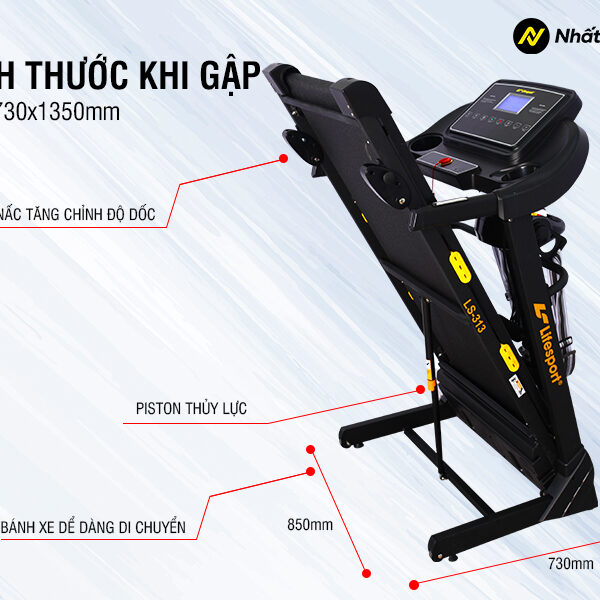 Nhất
H THƯỚC KHI GẬP
730x1350mm
NẤC TĂNG CHỈNH ĐỘ DỐC
LS-313
Lifesport®
PISTON THỦY LỰC
BÁNH XE DỂ DÀNG DI CHUYỂN
850mm
730mm